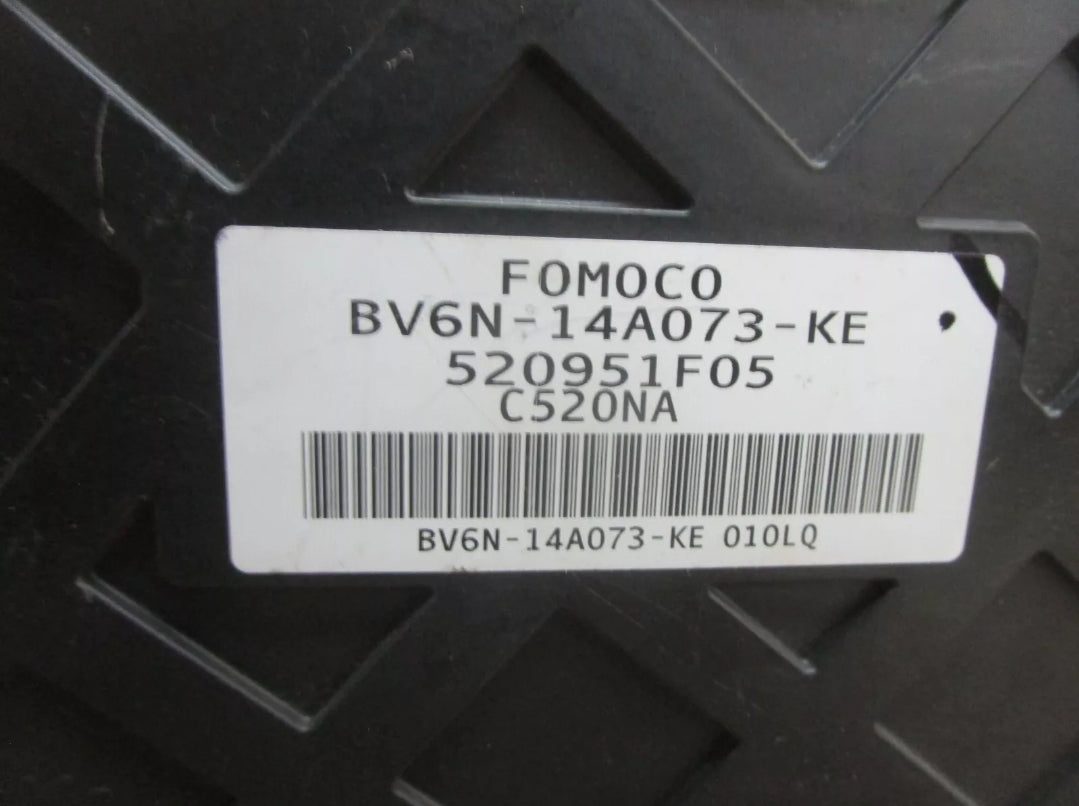 FOMOCO
BV6N-14A073-KE
520951F05
C520NA
BV6N-14A073-KE 010LQ